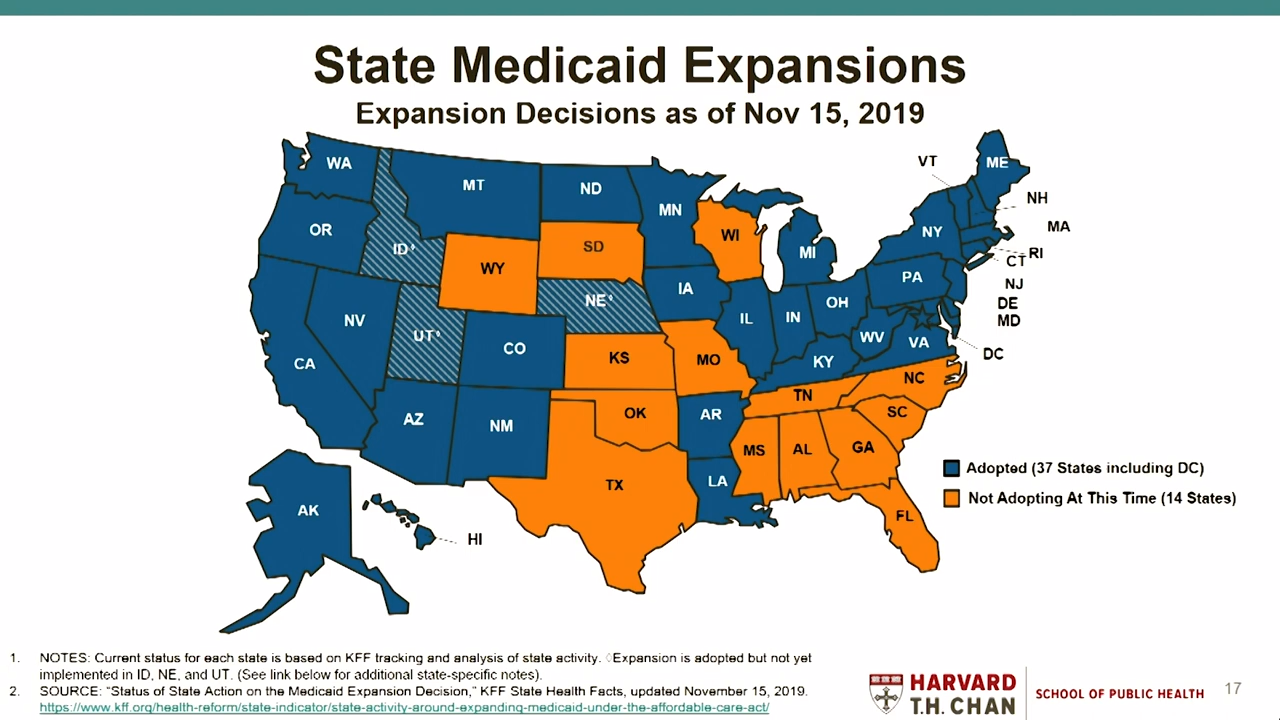 State Medicaid Expansions
Expansion Decisions as of Nov 15, 2019
WA
MT
ND
MN
VT
ME
NH
OR
ID◊
WY
SD
WI
MI
NY
MA
RI
CT
NV
UT◊
NE◊
IA
PA
NJ
DE
MD
CA
CO
KS
MO
IL
IN
OH
WV
VA
KY
DC
AZ
NM
OK
AR
TN
NC
SC
TX
LA
MS
AL
GA
FL
AK
HI
Adopted (37 States including DC)
Not Adopting At This Time (14 States)
1. NOTES: Current status for each state is based on KFF tracking and analysis of state activity. ◊Expansion is adopted but not yet
implemented in ID, NE, and UT. (See link below for additional state-specific notes).
2. SOURCE: “Status of State Action on the Medicaid Expansion Decision,” KFF State Health Facts, updated November 15, 2019.
https://www.kff.org/health-reform/state-indicator/state-activity-around-expanding-medicaid-under-the-affordable-care-act/
HARVARD
T.H. CHAN
SCHOOL OF PUBLIC HEALTH
17